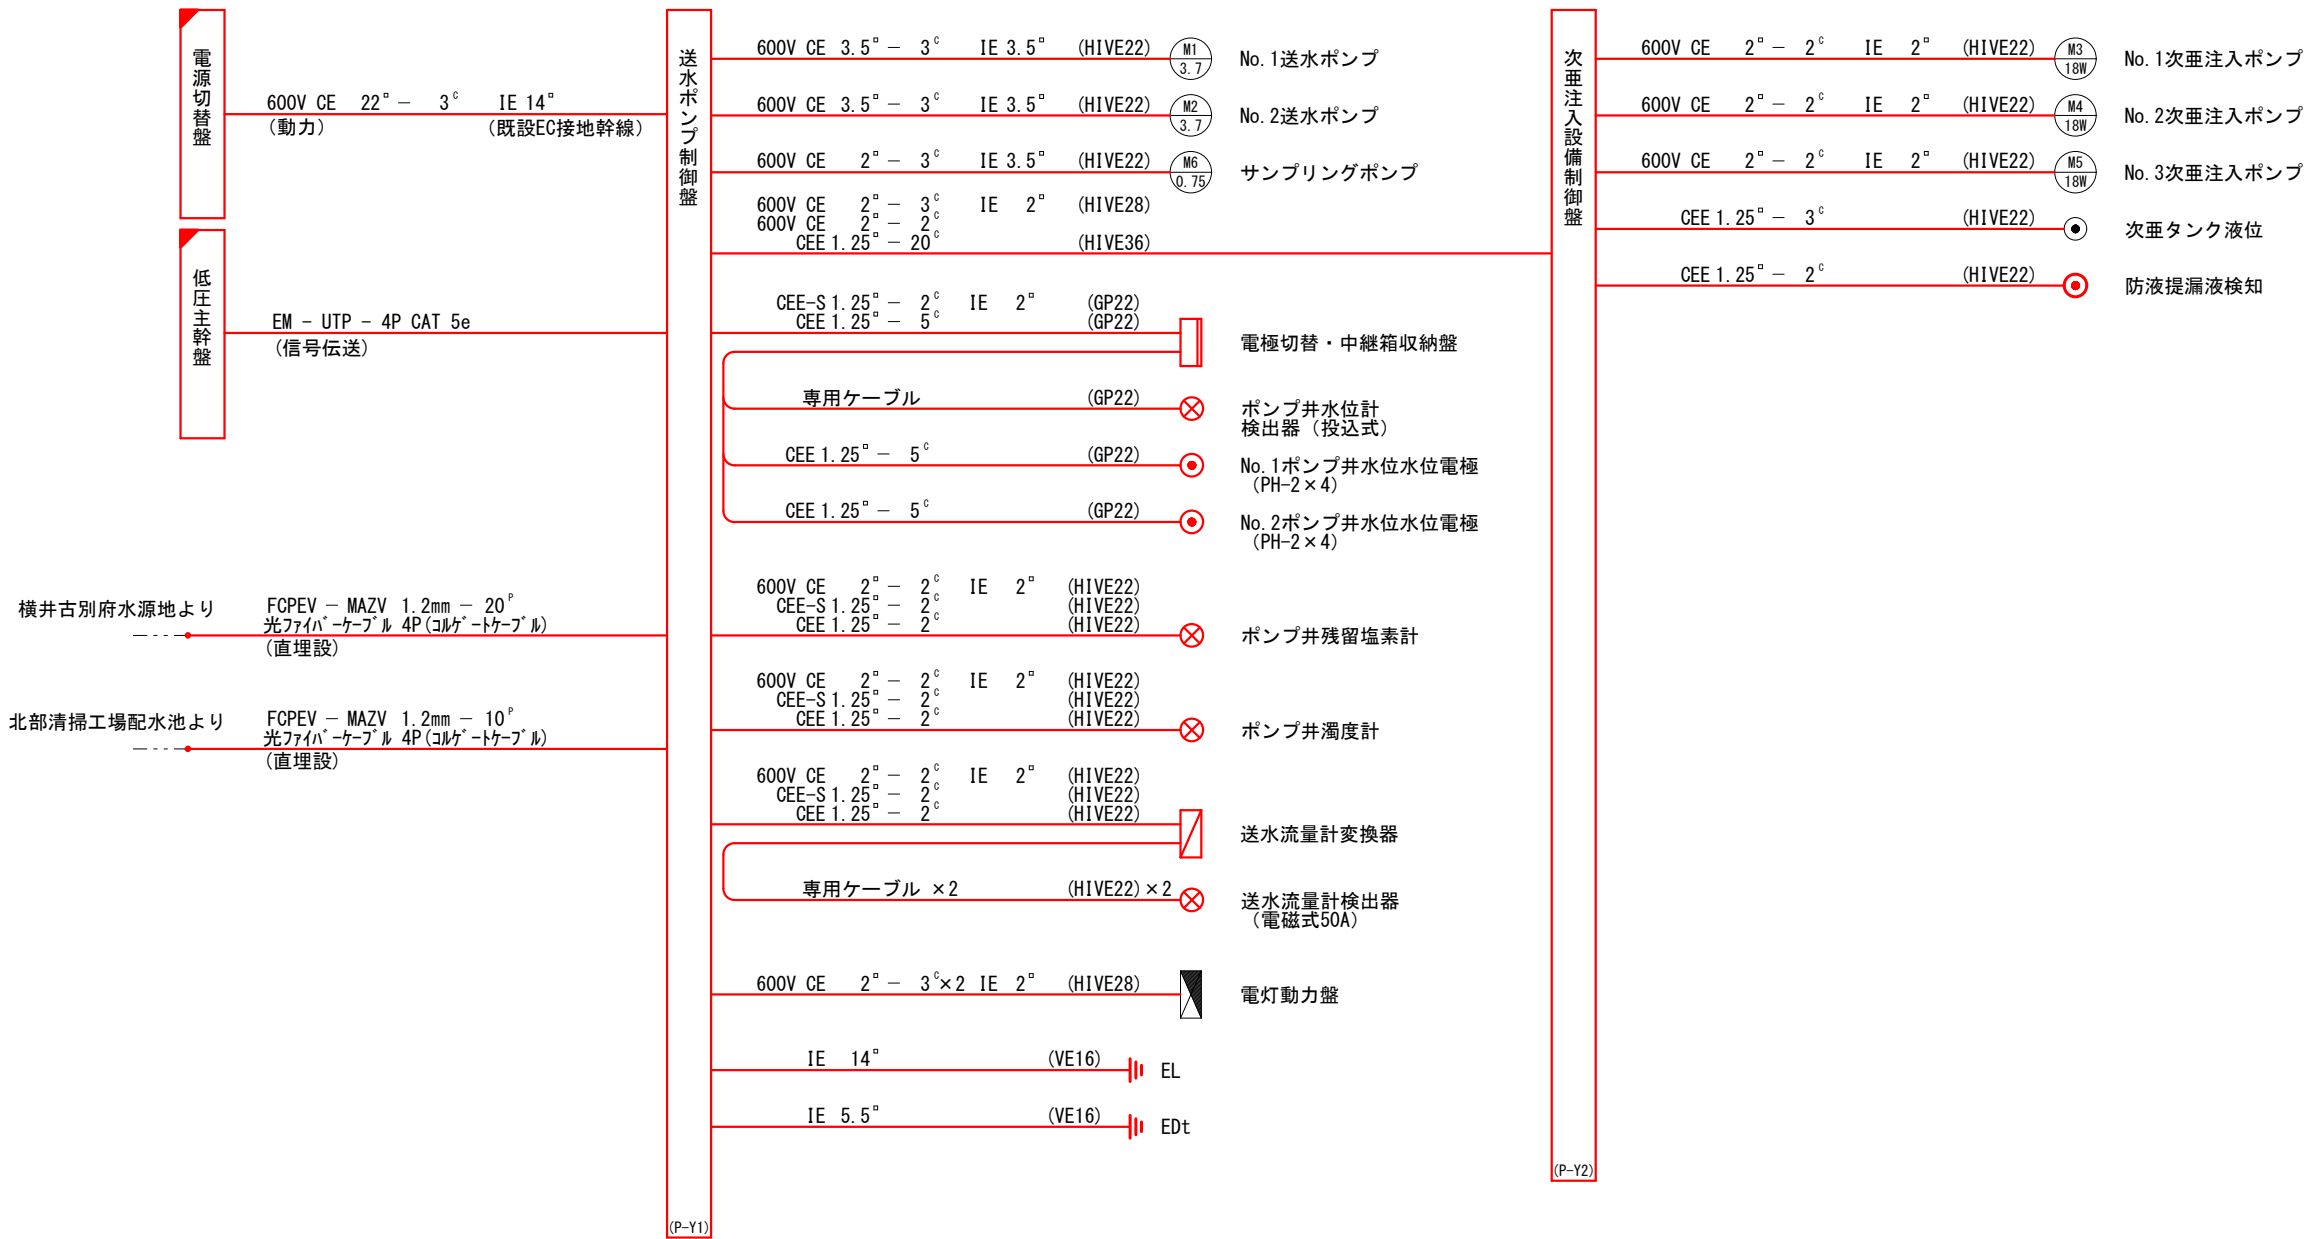 電源切替盤
600V CE 22□ － 3C IE 14□
(動力) (既設EC接地幹線)
低圧主幹盤
EM － UTP － 4P CAT 5e
(信号伝送)
横井古別府水源地より
FCPEV － MAZV 1.2mm － 20P
光ﾌｧｲﾊﾞｰｹｰﾌﾞﾙ 4P(ｺﾙｹﾞｰﾄｹｰﾌﾞﾙ)
(直埋設)
北部清掃工場配水池より
FCPEV － MAZV 1.2mm － 10P
光ﾌｧｲﾊﾞｰｹｰﾌﾞﾙ 4P(ｺﾙｹﾞｰﾄｹｰﾌﾞﾙ)
(直埋設)
送水ポンプ制御盤
(P-Y1)
600V CE 3.5□ － 3C IE 3.5□ (HIVE22) M1 3.7 No.1送水ポンプ
600V CE 3.5□ － 3C IE 3.5□ (HIVE22) M2 3.7 No.2送水ポンプ
600V CE 2□ － 3C IE 3.5□ (HIVE22) M6 0.75 サンプリングポンプ
600V CE 2□ － 3C IE 2□ (HIVE28)
600V CE 2□ － 2C
CEE 1.25□ － 20C (HIVE36)
CEE-S 1.25□ － 2C IE 2□ (GP22)
CEE 1.25□ － 5C (GP22)
電極切替・中継箱収納盤
専用ケーブル (GP22) ポンプ井水位計
検出器（投込式）
CEE 1.25□ － 5C (GP22) No.1ポンプ井水位水位電極
(PH-2×4)
CEE 1.25□ － 5C (GP22) No.2ポンプ井水位水位電極
(PH-2×4)
600V CE 2□ － 2C IE 2□ (HIVE22)
CEE-S 1.25□ － 2C (HIVE22)
CEE 1.25□ － 2C (HIVE22)
ポンプ井残留塩素計
600V CE 2□ － 2C IE 2□ (HIVE22)
CEE-S 1.25□ － 2C (HIVE22)
CEE 1.25□ － 2C (HIVE22)
ポンプ井濁度計
600V CE 2□ － 2C IE 2□ (HIVE22)
CEE-S 1.25□ － 2C (HIVE22)
CEE 1.25□ － 2C (HIVE22)
送水流量計変換器
専用ケーブル ×2 (HIVE22)×2 送水流量計検出器
（電磁式50A）
600V CE 2□ － 3C×2 IE 2□ (HIVE28) 電灯動力盤
IE 14□ (VE16) EL
IE 5.5□ (VE16) EDt
次亜注入設備制御盤
(P-Y2)
600V CE 2□ － 2C IE 2□ (HIVE22) M3 18W No.1次亜注入ポンプ
600V CE 2□ － 2C IE 2□ (HIVE22) M4 18W No.2次亜注入ポンプ
600V CE 2□ － 2C IE 2□ (HIVE22) M5 18W No.3次亜注入ポンプ
CEE 1.25□ － 3C (HIVE22) 次亜タンク液位
CEE 1.25□ － 2C (HIVE22) 防液提漏液検知